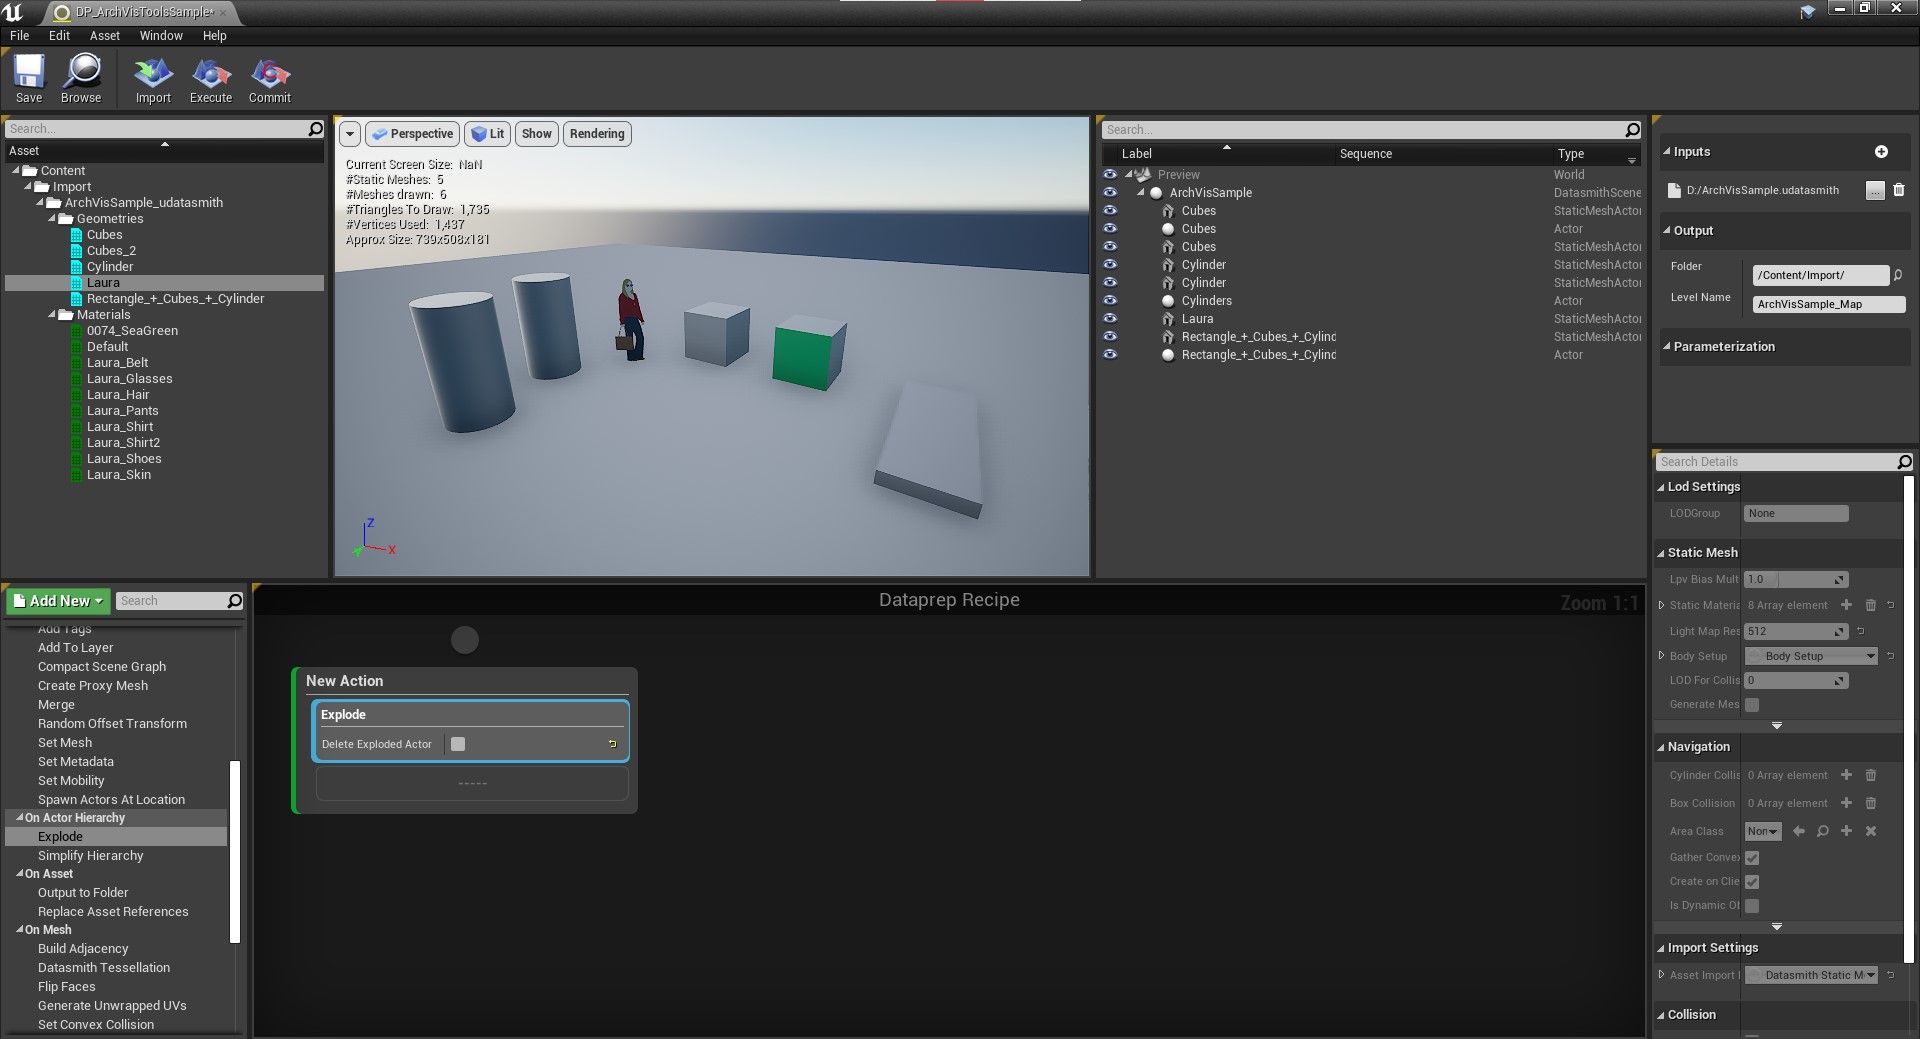 DP_ArchVisToolsSample*
File Edit Asset Window Help
Save Browse Import Execute Commit
Search...
Asset
Content
Import
ArchVisSample_udatasmith
Geometries
Cubes
Cubes_2
Cylinder
Laura
Rectangle_+_Cubes_+_Cylinder
Materials
0074_SeaGreen
Default
Laura_Belt
Laura_Glasses
Laura_Hair
Laura_Pants
Laura_Shirt
Laura_Shirt2
Laura_Shoes
Laura_Skin
Perspective Lit Show Rendering
Current Screen Size: NaN
#Static Meshes: 5
#Meshes drawn: 6
#Triangles To Draw: 1,735
#Vertices Used: 1,437
Approx Size: 739x508x181
Z
X
Search...
Label Sequence Type
Preview World
ArchVisSample DatasmithScene
Cubes StaticMeshActor
Cubes Actor
Cubes StaticMeshActor
Cylinder StaticMeshActor
Cylinder StaticMeshActor
Cylinders Actor
Laura StaticMeshActor
Rectangle_+_Cubes_+_Cylind StaticMeshActor
Rectangle_+_Cubes_+_Cylind Actor
Inputs
D:/ArchVisSample.udatasmith ...
Output
Folder /Content/Import/
Level Name ArchVisSample_Map
Parameterization
Search Details
Lod Settings
LODGroup None
Static Mesh
Lpv Bias Mult 1.0
Static Materia 8 Array element
Light Map Res 512
Body Setup Body Setup
LOD For Collis 0
Generate Mes
Navigation
Cylinder Collis 0 Array element
Box Collision 0 Array element
Area Class Non
Gather Convex
Create on Clie
Is Dynamic Ob
Import Settings
Asset Import Datasmith Static M
Collision
Add New Search
Add Tags
Add To Layer
Compact Scene Graph
Create Proxy Mesh
Merge
Random Offset Transform
Set Mesh
Set Metadata
Set Mobility
Spawn Actors At Location
On Actor Hierarchy
Explode
Simplify Hierarchy
On Asset
Output to Folder
Replace Asset References
On Mesh
Build Adjacency
Datasmith Tessellation
Flip Faces
Generate Unwrapped UVs
Set Convex Collision
Dataprep Recipe
Zoom 1:1
New Action
Explode
Delete Exploded Actor
-----